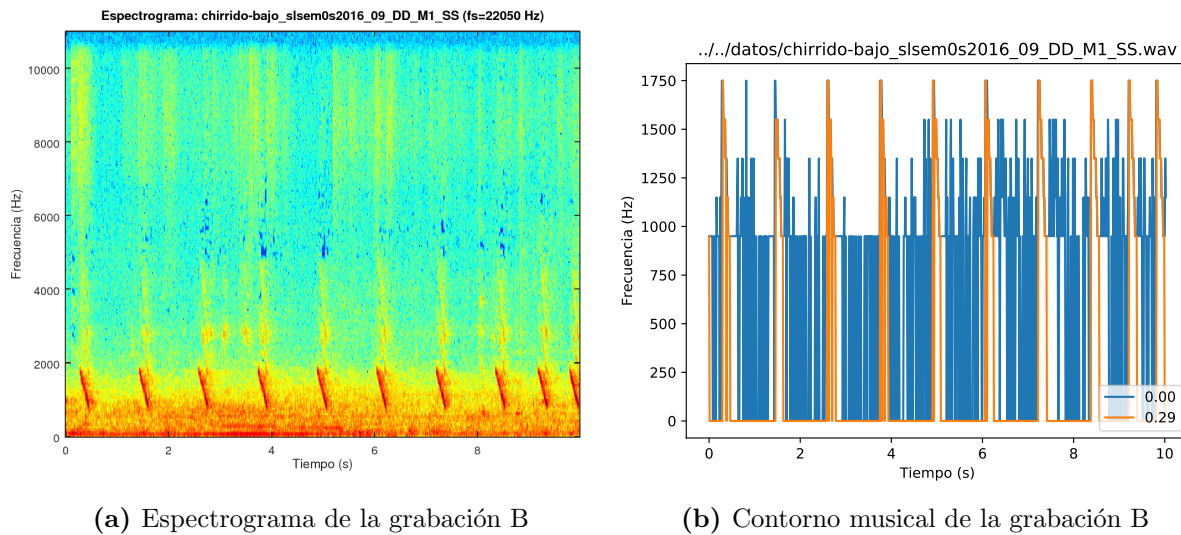 Espectrograma: chirrido-bajo_slsem0s2016_09_DD_M1_SS (fs=22050 Hz)
10000
8000
6000
4000
2000
0
Frecuencia (Hz)
0 2 4 6 8
Tiempo (s)
../../datos/chirrido-bajo_slsem0s2016_09_DD_M1_SS.wav
1750
1500
1250
1000
750
500
250
0
Frecuencia (Hz)
0.00
0.29
0 2 4 6 8 10
Tiempo (s)
(a) Espectrograma de la grabación B
(b) Contorno musical de la grabación B